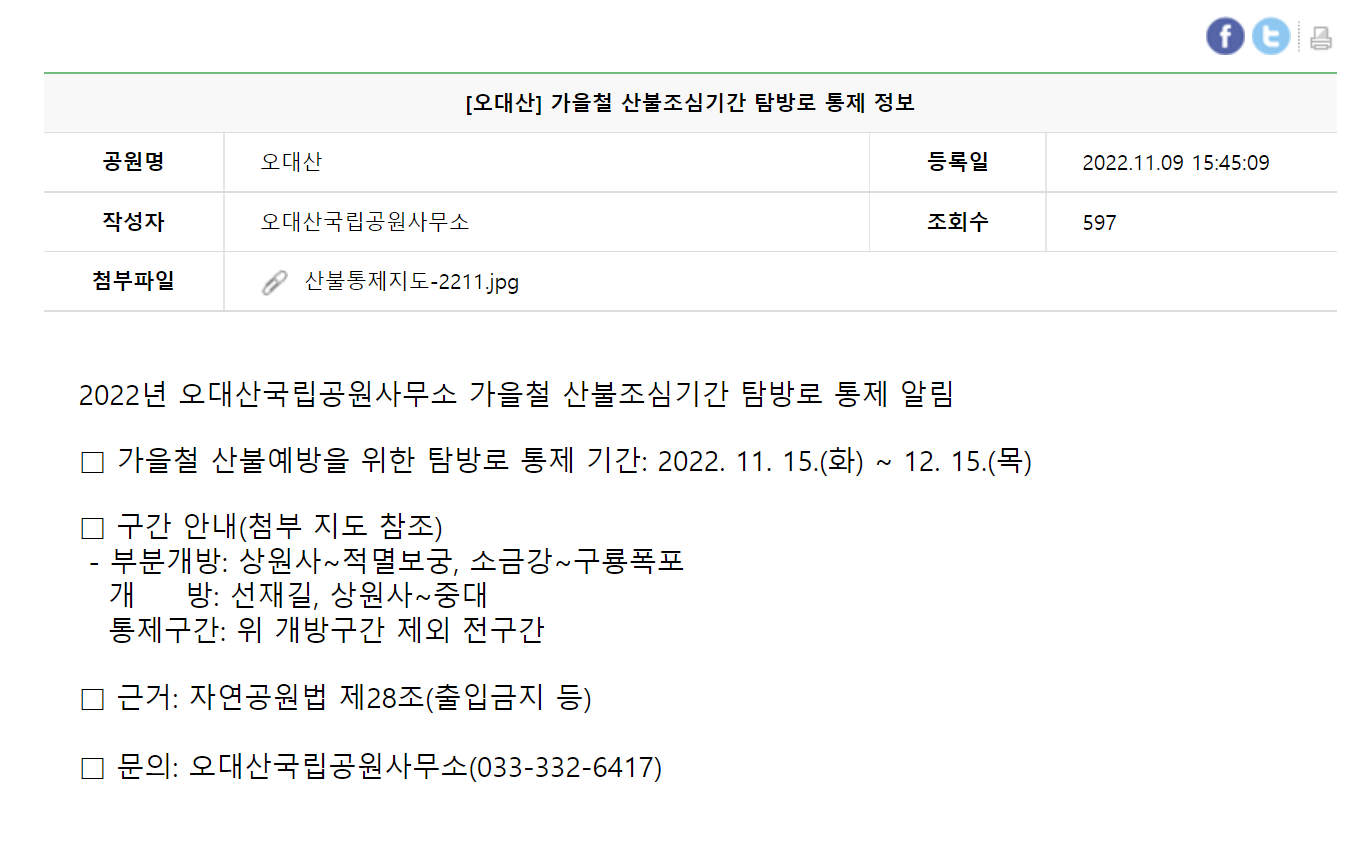 [오대산] 가을철 산불조심기간 탐방로 통제 정보
공원명 오대산 등록일 2022.11.09 15:45:09
작성자 오대산국립공원사무소 조회수 597
첨부파일 산불통제지도-2211.jpg
2022년 오대산국립공원사무소 가을철 산불조심기간 탐방로 통제 알림
□ 가을철 산불예방을 위한 탐방로 통제 기간: 2022. 11. 15.(화) ~ 12. 15.(목)
□ 구간 안내(첨부 지도 참조)
- 부분개방: 상원사~적멸보궁, 소금강~구룡폭포
개 방: 선재길, 상원사~중대
통제구간: 위 개방구간 제외 전구간
□ 근거: 자연공원법 제28조(출입금지 등)
□ 문의: 오대산국립공원사무소(033-332-6417)